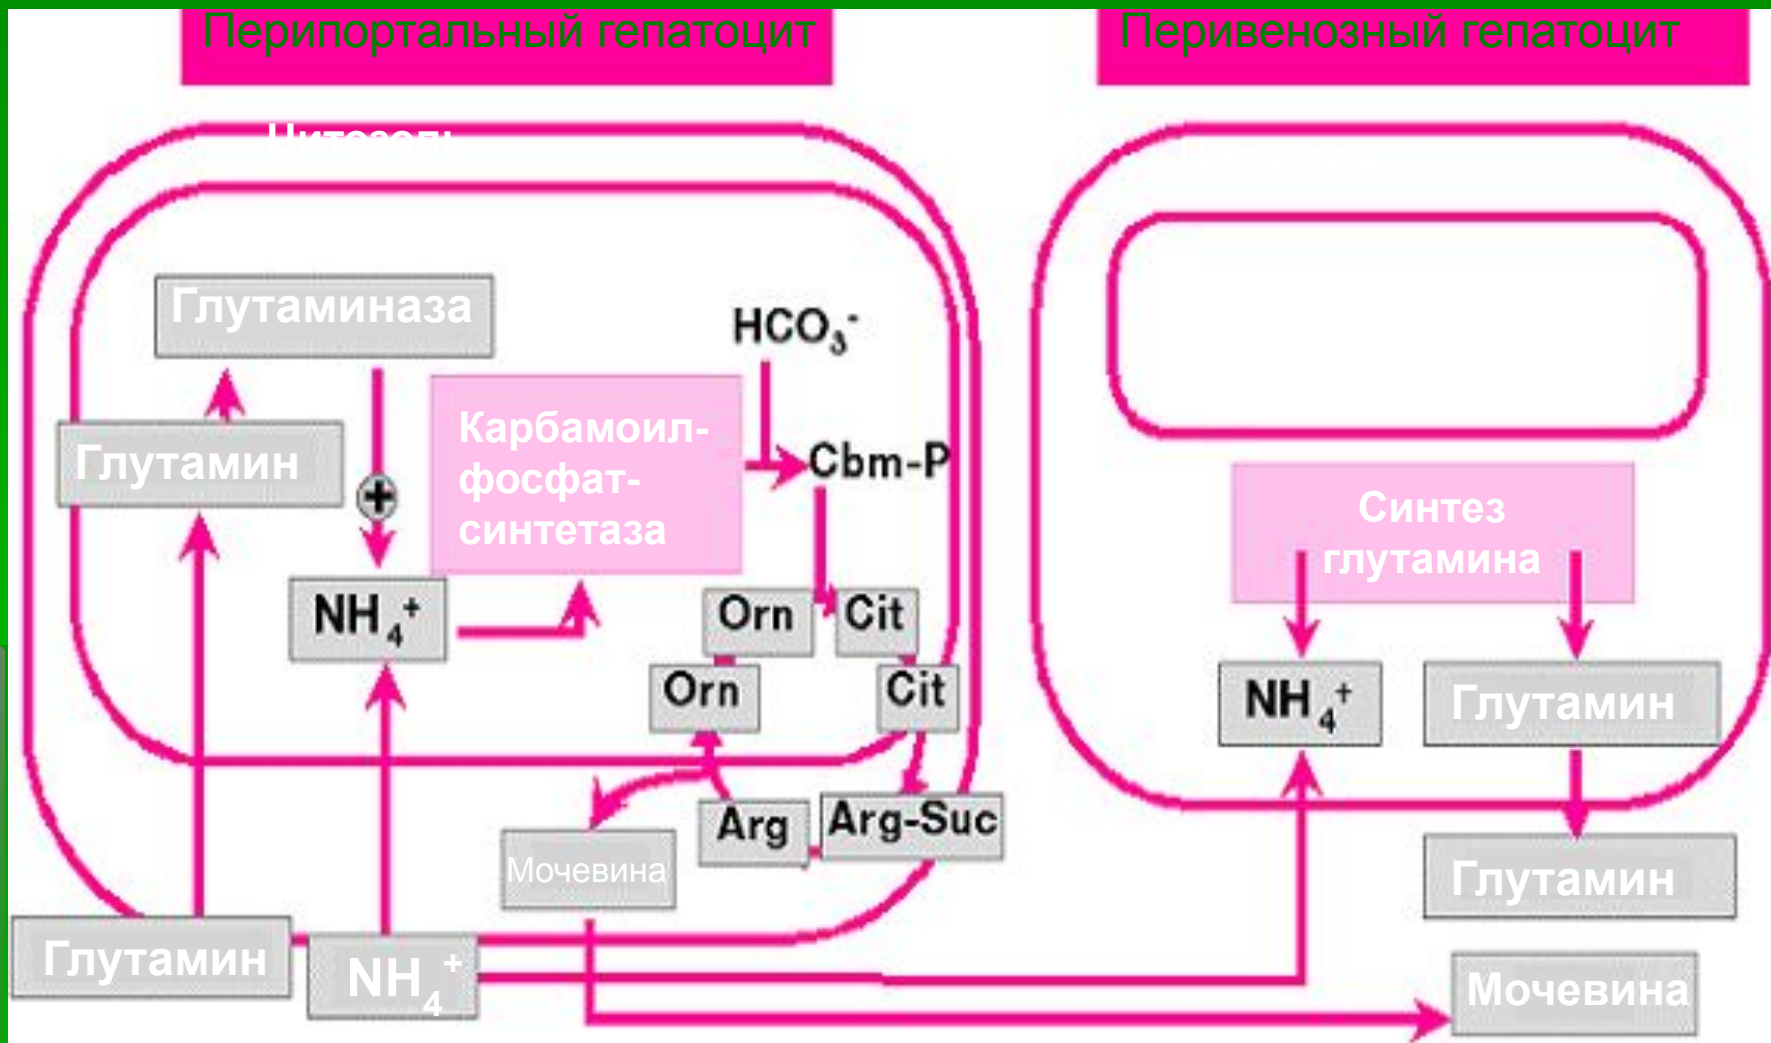 Перипортальный гепатоцит
Перивенозный гепатоцит
Цитозоль
Глутаминаза
HCO₃⁻
Карбамоил-
фосфат-
синтетаза
Глутамин
Cbm-P
Синтез
глутамина
NH₄⁺
Orn
Cit
Orn
Cit
NH₄⁺
Глутамин
Arg
Arg-Suc
Мочевина
Глутамин
Глутамин
NH₄⁺
Мочевина